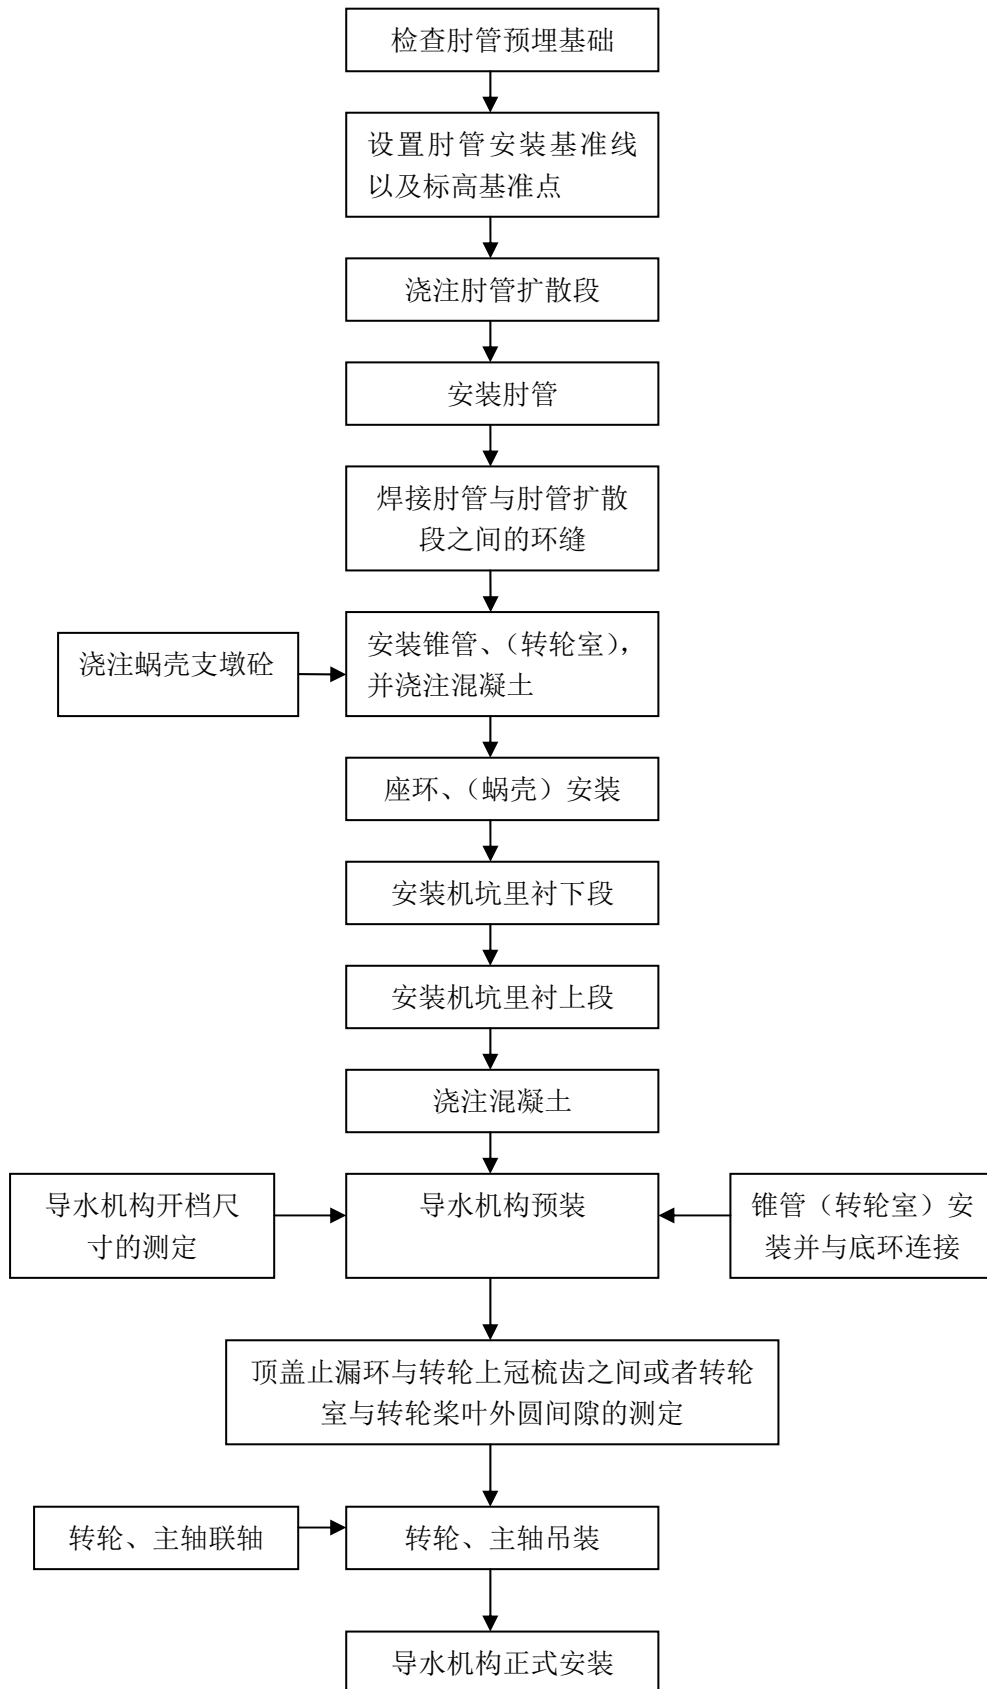 检查肘管预埋基础
设置肘管安装基准线
以及标高基准点
浇注肘管扩散段
安装肘管
焊接肘管与肘管扩散
段之间的环缝
浇注蜗壳支墩砼
安装锥管、（转轮室），
并浇注混凝土
座环、（蜗壳）安装
安装机坑里衬下段
安装机坑里衬上段
浇注混凝土
导水机构开档尺
寸的测定
导水机构预装
锥管（转轮室）安
装并与底环连接
顶盖止漏环与转轮上冠梳齿之间或者转轮
室与转轮桨叶外圆间隙的测定
转轮、主轴联轴
转轮、主轴吊装
导水机构正式安装